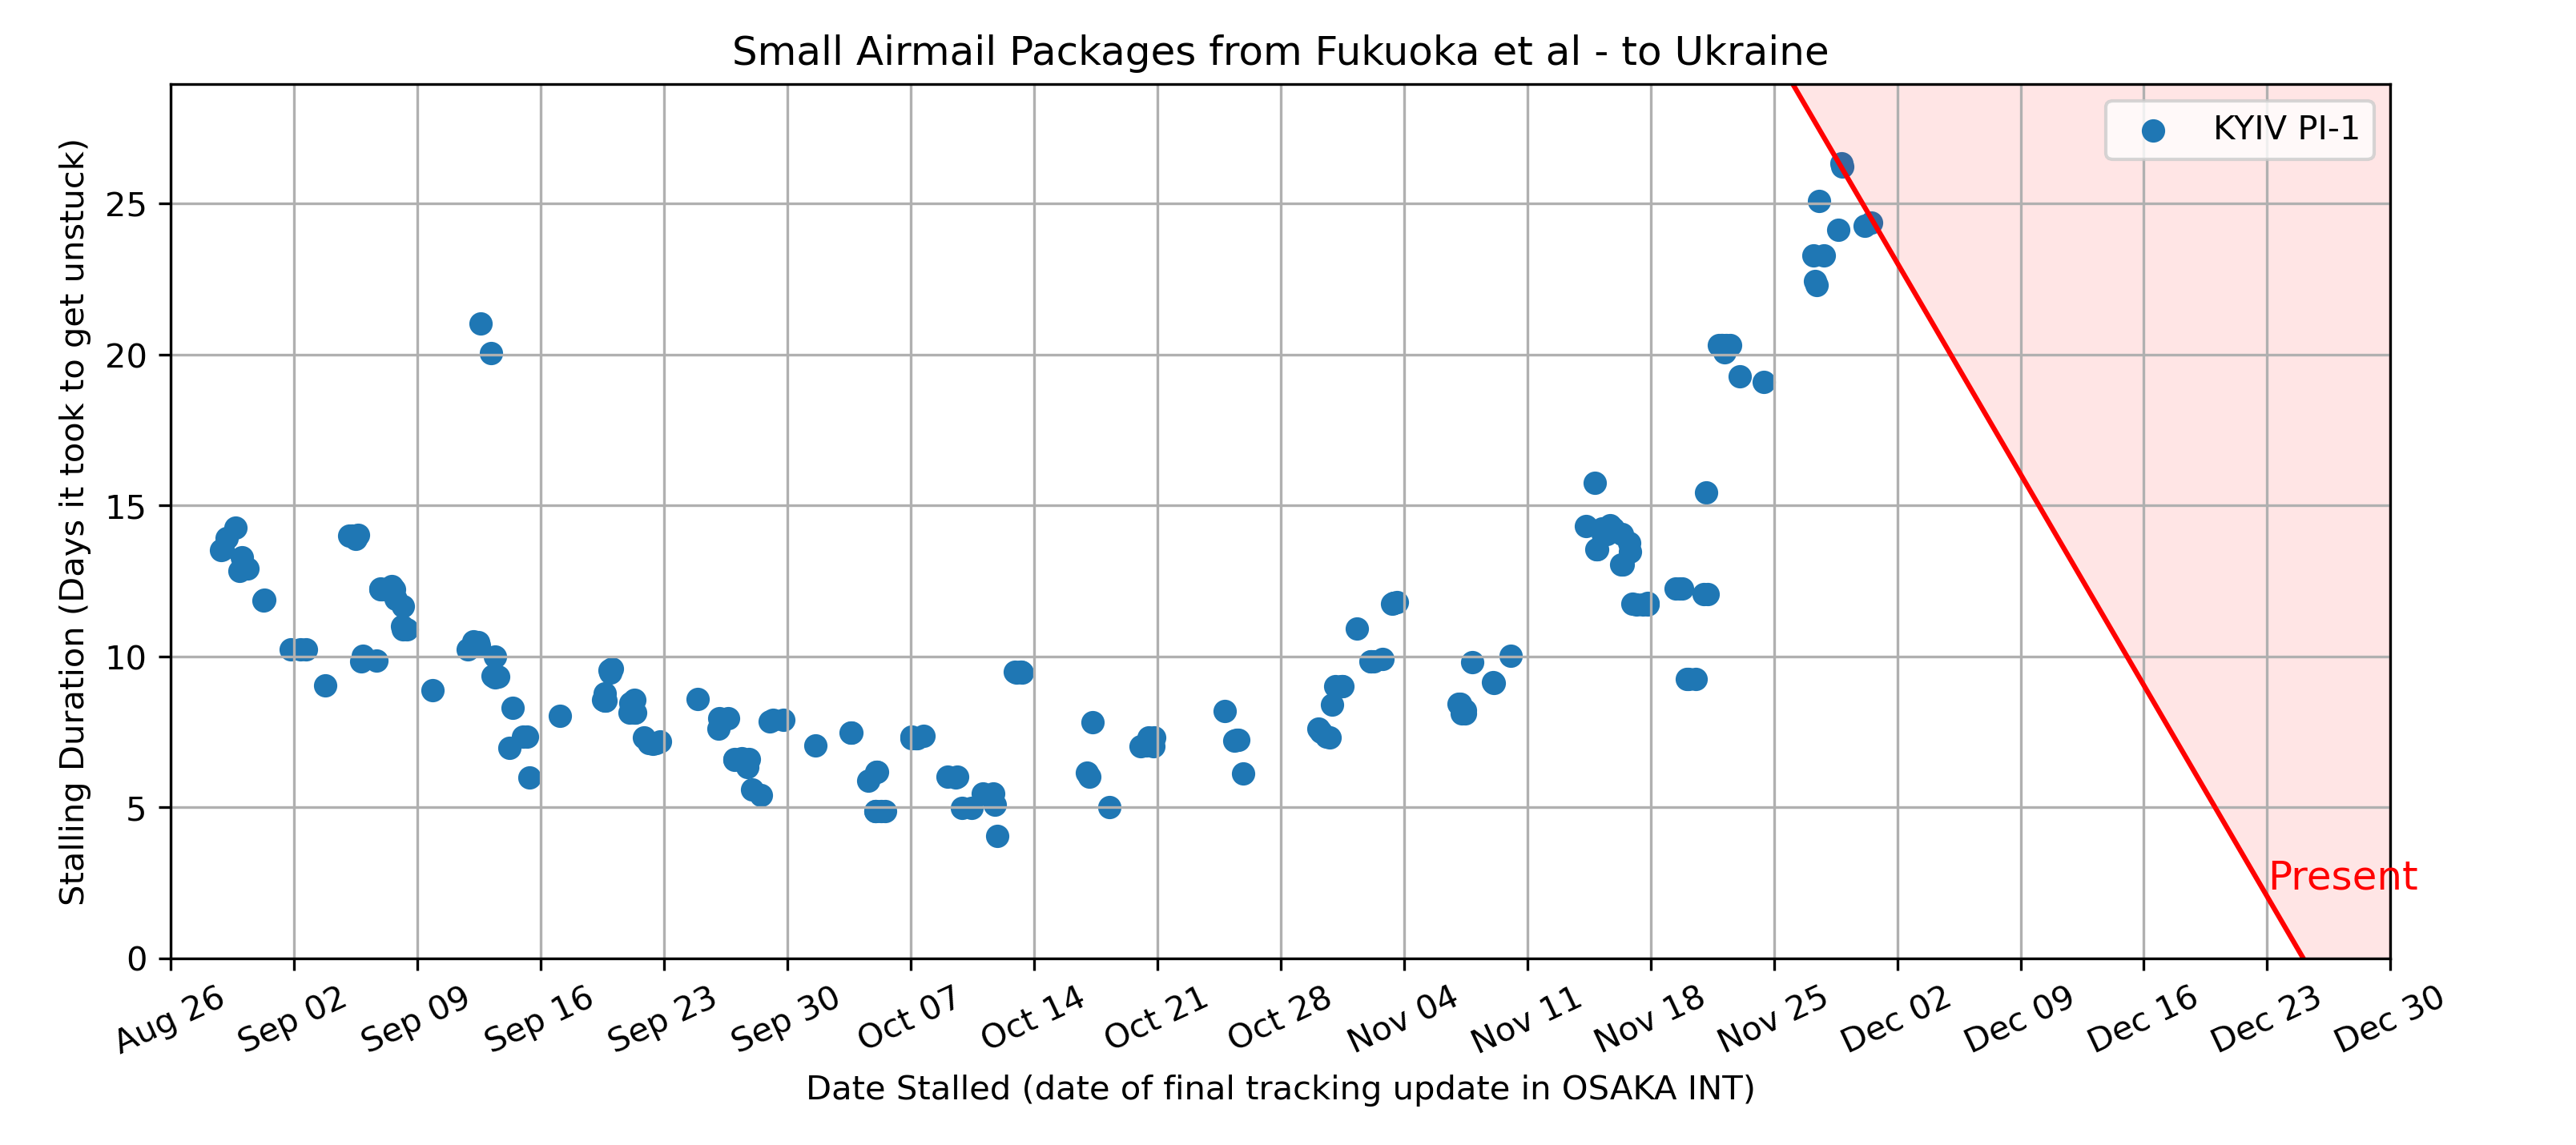 Small Airmail Packages from Fukuoka et al - to Ukraine
KYIV PI-1
Stalling Duration (Days it took to get unstuck)
25
20
15
10
5
0
Present
Aug 26
Sep 02
Sep 09
Sep 16
Sep 23
Sep 30
Oct 07
Oct 14
Oct 21
Oct 28
Nov 04
Nov 11
Nov 18
Nov 25
Dec 02
Dec 09
Dec 16
Dec 23
Dec 30
Date Stalled (date of final tracking update in OSAKA INT)